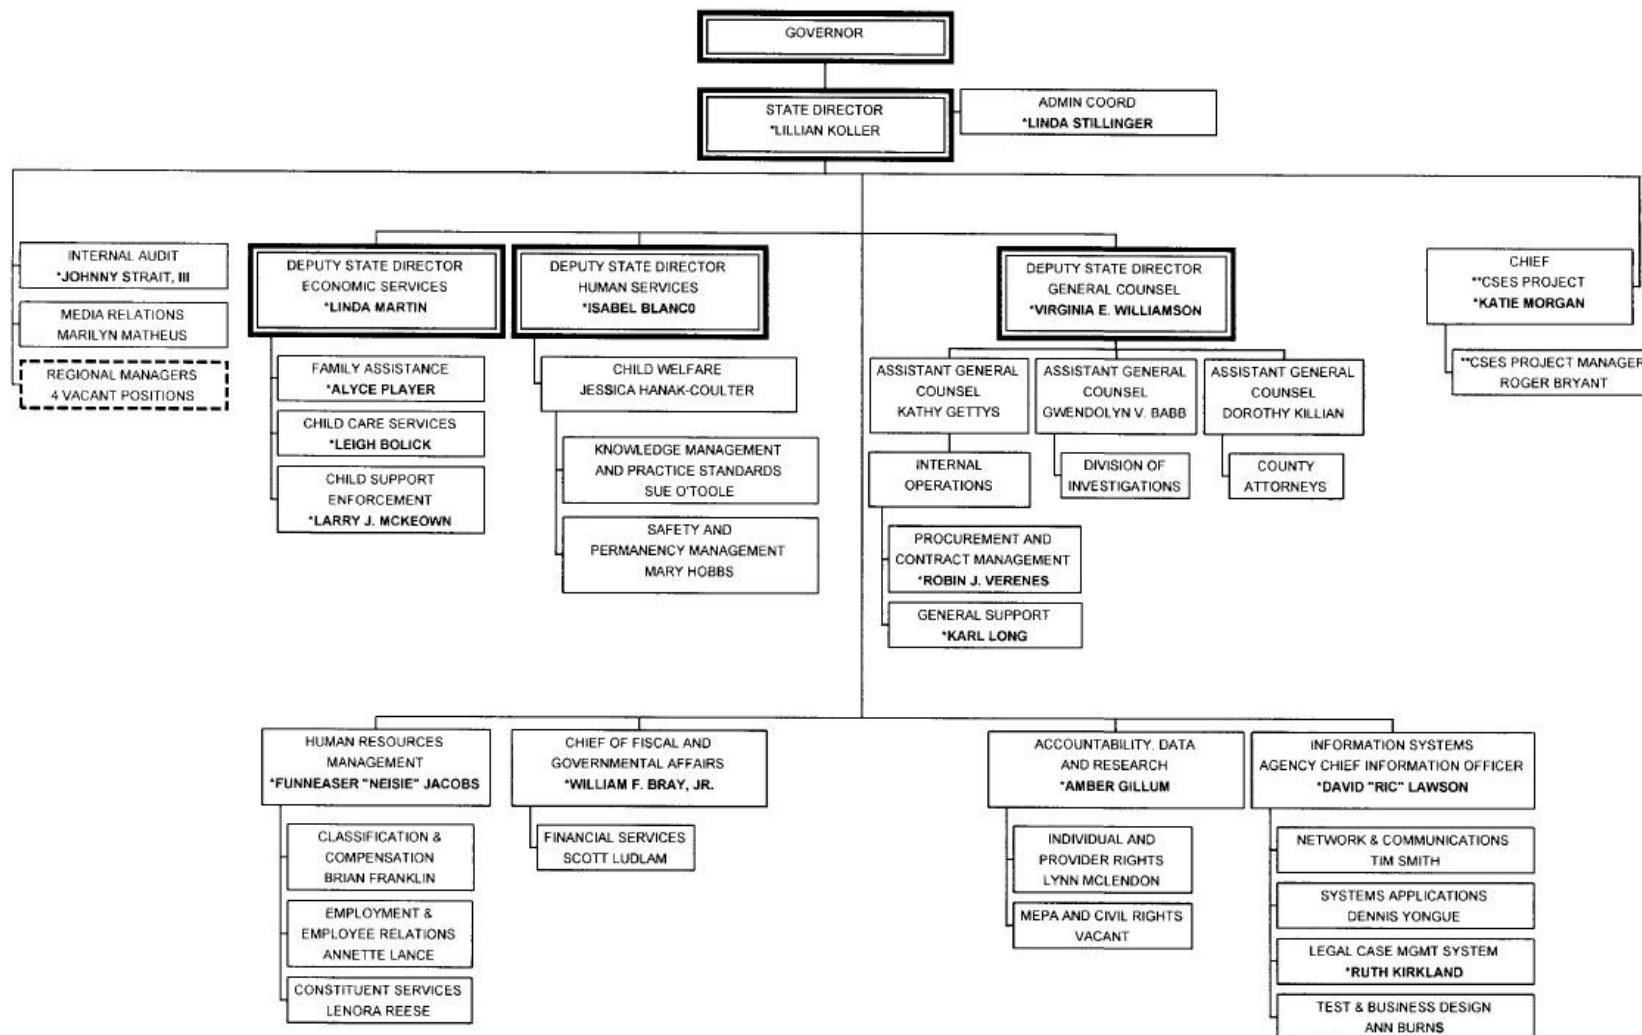 GOVERNOR
STATE DIRECTOR
*LILLIAN KOLLER
ADMIN COORD
*LINDA STILLINGER
INTERNAL AUDIT
*JOHNNY STRAIT, III
MEDIA RELATIONS
MARILYN MATHEUS
REGIONAL MANAGERS
4 VACANT POSITIONS
DEPUTY STATE DIRECTOR
ECONOMIC SERVICES
*LINDA MARTIN
FAMILY ASSISTANCE
*ALYCE PLAYER
CHILD CARE SERVICES
*LEIGH BOLICK
CHILD SUPPORT
ENFORCEMENT
*LARRY J. MCKEOWN
DEPUTY STATE DIRECTOR
HUMAN SERVICES
*ISABEL BLANC0
CHILD WELFARE
JESSICA HANAK-COULTER
KNOWLEDGE MANAGEMENT
AND PRACTICE STANDARDS
SUE O'TOOLE
SAFETY AND
PERMANENCY MANAGEMENT
MARY HOBBS
DEPUTY STATE DIRECTOR
GENERAL COUNSEL
*VIRGINIA E. WILLIAMSON
ASSISTANT GENERAL
COUNSEL
KATHY GETTYS
INTERNAL
OPERATIONS
PROCUREMENT AND
CONTRACT MANAGEMENT
*ROBIN J. VERENES
GENERAL SUPPORT
*KARL LONG
ASSISTANT GENERAL
COUNSEL
GWENDOLYN V. BABB
DIVISION OF
INVESTIGATIONS
ASSISTANT GENERAL
COUNSEL
DOROTHY KILLIAN
COUNTY
ATTORNEYS
CHIEF
**CSES PROJECT
*KATIE MORGAN
**CSES PROJECT MANAGER
ROGER BRYANT
HUMAN RESOURCES
MANAGEMENT
*FUNNEASER "NEISIE" JACOBS
CLASSIFICATION &
COMPENSATION
BRIAN FRANKLIN
EMPLOYMENT &
EMPLOYEE RELATIONS
ANNETTE LANCE
CONSTITUENT SERVICES
LENORA REESE
CHIEF OF FISCAL AND
GOVERNMENTAL AFFAIRS
*WILLIAM F. BRAY, JR.
FINANCIAL SERVICES
SCOTT LUDLAM
ACCOUNTABILITY, DATA
AND RESEARCH
*AMBER GILLUM
INDIVIDUAL AND
PROVIDER RIGHTS
LYNN MCLENDON
MEPA AND CIVIL RIGHTS
VACANT
INFORMATION SYSTEMS
AGENCY CHIEF INFORMATION OFFICER
*DAVID "RIC" LAWSON
NETWORK & COMMUNICATIONS
TIM SMITH
SYSTEMS APPLICATIONS
DENNIS YONGUE
LEGAL CASE MGMT SYSTEM
*RUTH KIRKLAND
TEST & BUSINESS DESIGN
ANN BURNS